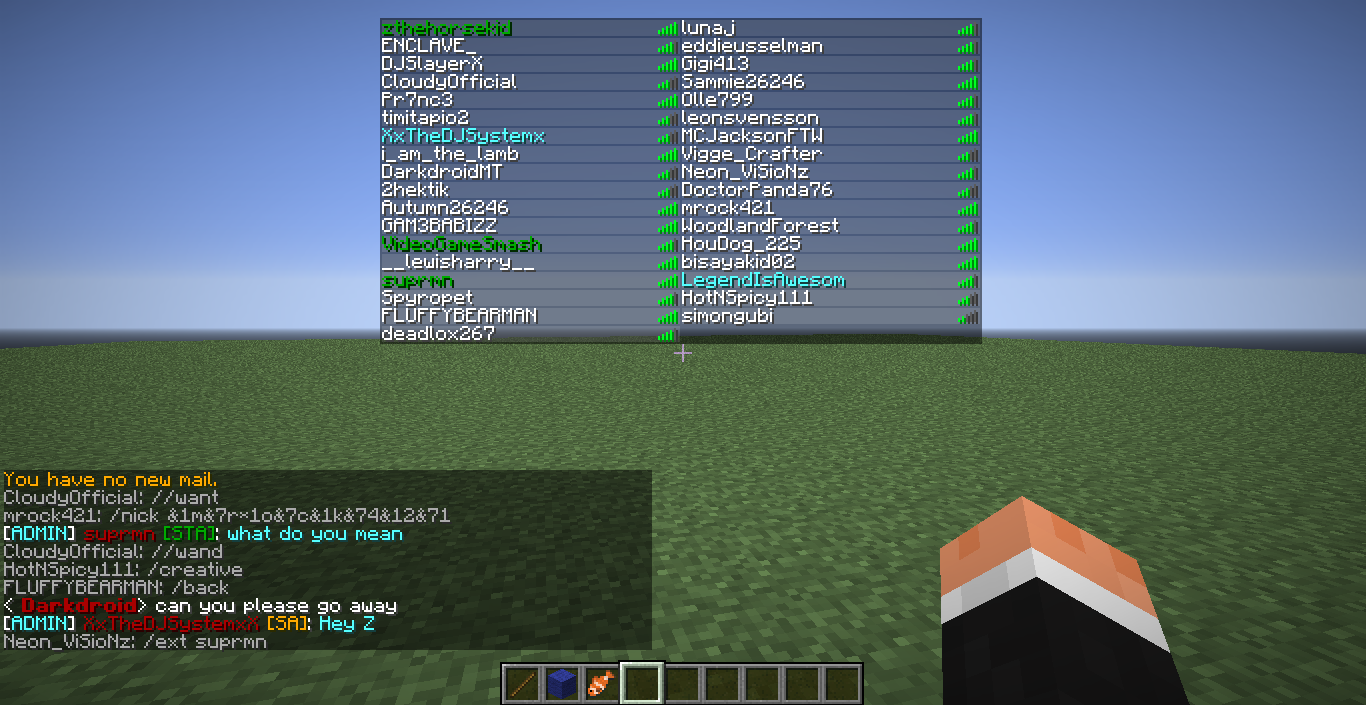 zthehorsekid
ENCLAVE_
DJSlayerX
CloudyOfficial
Pr7nc3
timitapio2
XxTheDJSystemx
i_am_the_lamb
DarkdroidMT
2hektik
Autumn26246
GAM3BABIZZ
VideoGameSmash
__lewisharry__
suprmn
Spyropet
FLUFFYBEARMAN
deadlox267
lunaj
eddieusselman
Gigi413
Sammie26246
Olle799
leonsvensson
MCJacksonFTW
Vigge_Crafter
Neon_ViSioNz
DoctorPanda76
mrock421
WoodlandForest
HouDog_225
bisayakid02
LegendIsAwesom
HotNSpicy111
simongubi
You have no new mail.
CloudyOfficial: //want
mrock421: /nick &1m&7r×1o&7c&1k&74&12&71
[ADMIN] suprmn [STA]: what do you mean
CloudyOfficial: //wand
HotNSpicy111: /creative
FLUFFYBEARMAN: /back
< Darkdroid> can you please go away
[ADMIN] XxTheDJSystemxX [SA]: Hey Z
Neon_ViSioNz: /ext suprmn